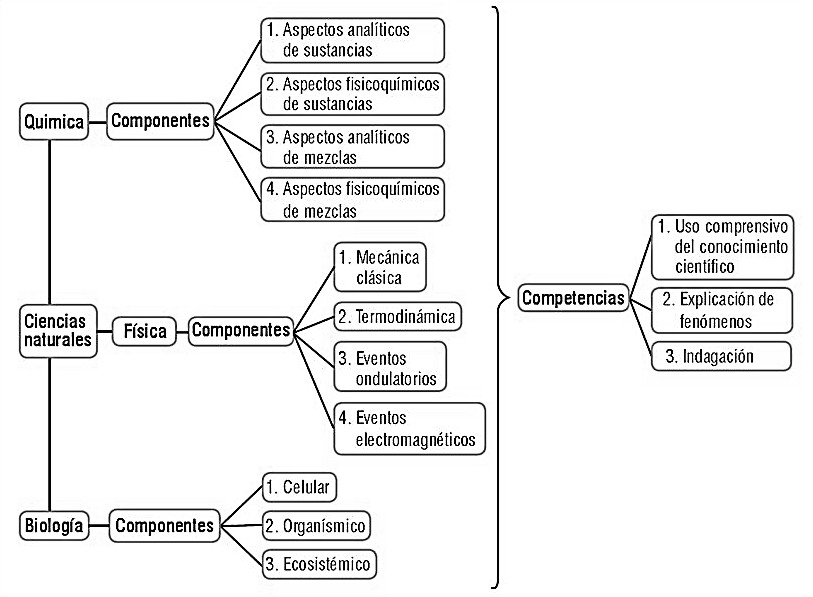 Quimica
Componentes
1. Aspectos analíticos
de sustancias
2. Aspectos fisicoquímicos
de sustancias
3. Aspectos analíticos
de mezclas
4. Aspectos fisicoquímicos
de mezclas
Ciencias
naturales
Física
Componentes
1. Mecánica
clásica
2. Termodinámica
3. Eventos
ondulatorios
4. Eventos
electromagnéticos
Biología
Componentes
1. Celular
2. Organísmico
3. Ecosistémico
Competencias
1. Uso comprensivo
del conocimiento
científico
2. Explicación de
fenómenos
3. Indagación